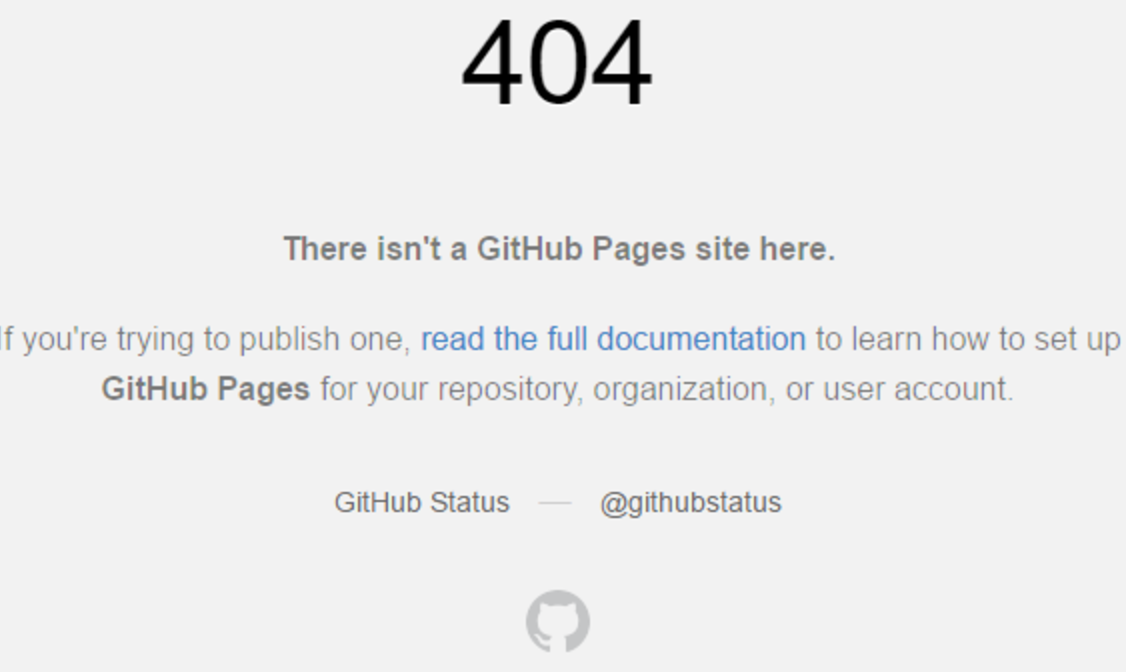 404
There isn't a GitHub Pages site here.
If you're trying to publish one, read the full documentation to learn how to set up
GitHub Pages for your repository, organization, or user account.
GitHub Status — @githubstatus